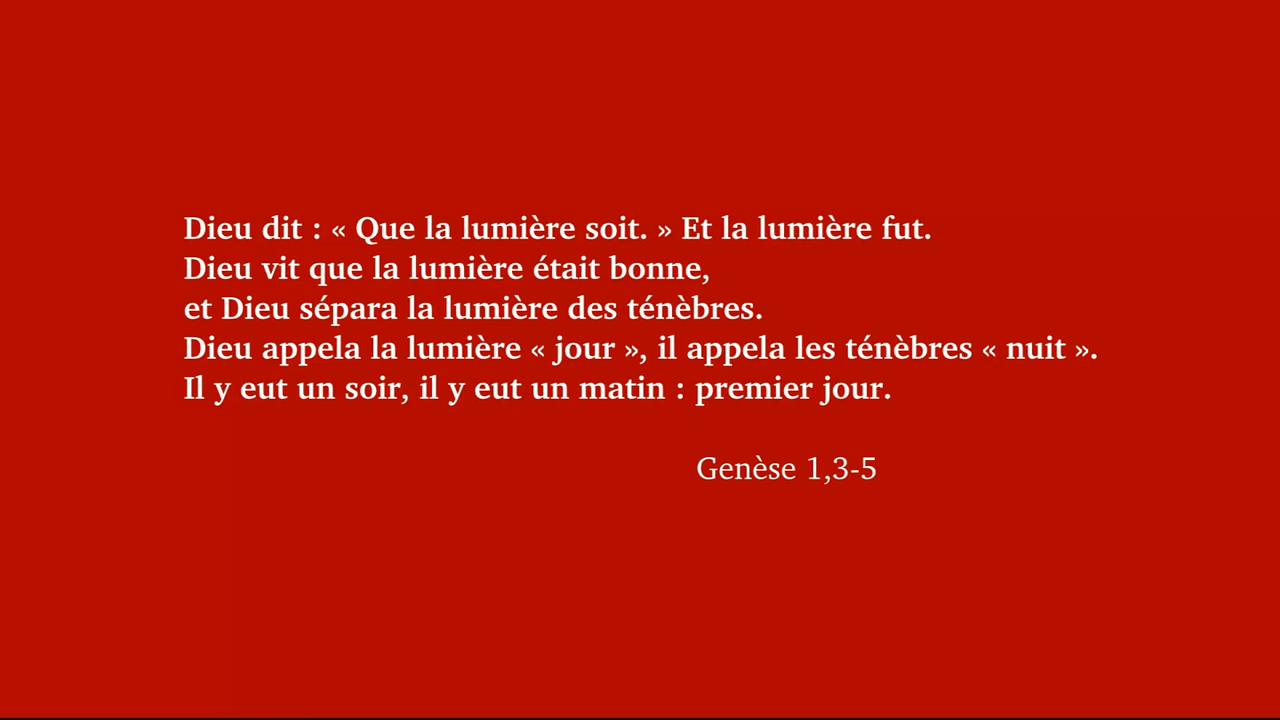 Dieu dit : « Que la lumière soit. » Et la lumière fut.
Dieu vit que la lumière était bonne,
et Dieu sépara la lumière des ténèbres.
Dieu appela la lumière « jour », il appela les ténèbres « nuit ».
Il y eut un soir, il y eut un matin : premier jour.
Genèse 1,3-5